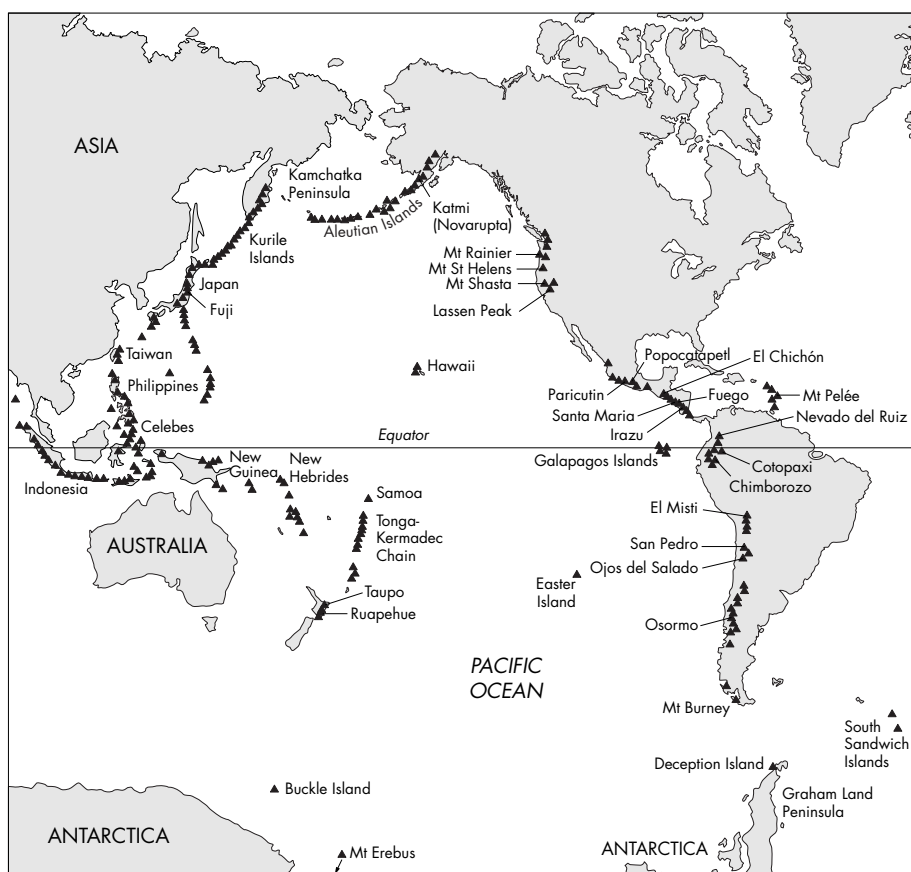 ASIA
Kamchatka
Peninsula
Aleutian Islands
Katmi
(Novarupta)
Kurile
Islands
Mt Rainier
Mt St Helens
Mt Shasta
Japan
Fuji
Lassen Peak
Taiwan
Hawaii
Popocatapetl
El Chichón
Philippines
Paricutin
Fuego
Mt Pelée
Santa Maria
Nevado del Ruiz
Celebes
Irazu
Equator
New
Guinea
New
Hebrides
Galapagos Islands
Cotopaxi
Chimborozo
Indonesia
Samoa
El Misti
Tonga-
Kermadec
Chain
AUSTRALIA
San Pedro
Ojos del Salado
Easter
Island
Taupo
Ruapehue
Osormo
PACIFIC
OCEAN
Mt Burney
South
Sandwich
Islands
Deception Island
Buckle Island
Graham Land
Peninsula
ANTARCTICA
Mt Erebus
ANTARCTICA